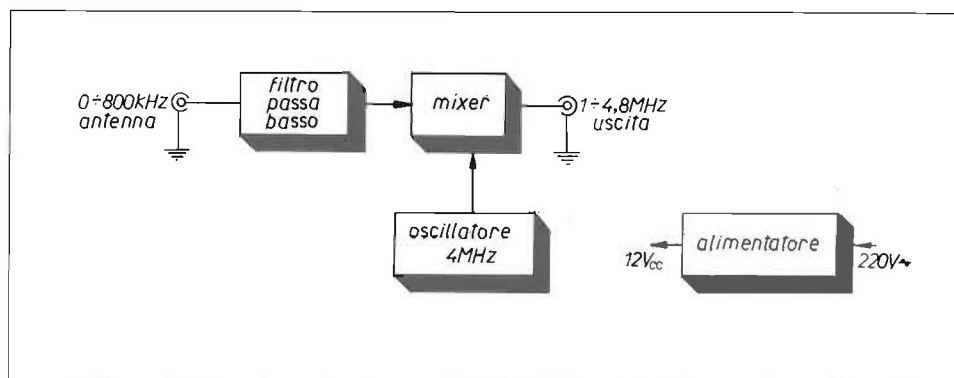 0÷800kHz
antenna
filtro
passa
basso
mixer
1÷4,8MHz
uscita
oscillatore
4MHz
12Vcc
alimentatore
220V~